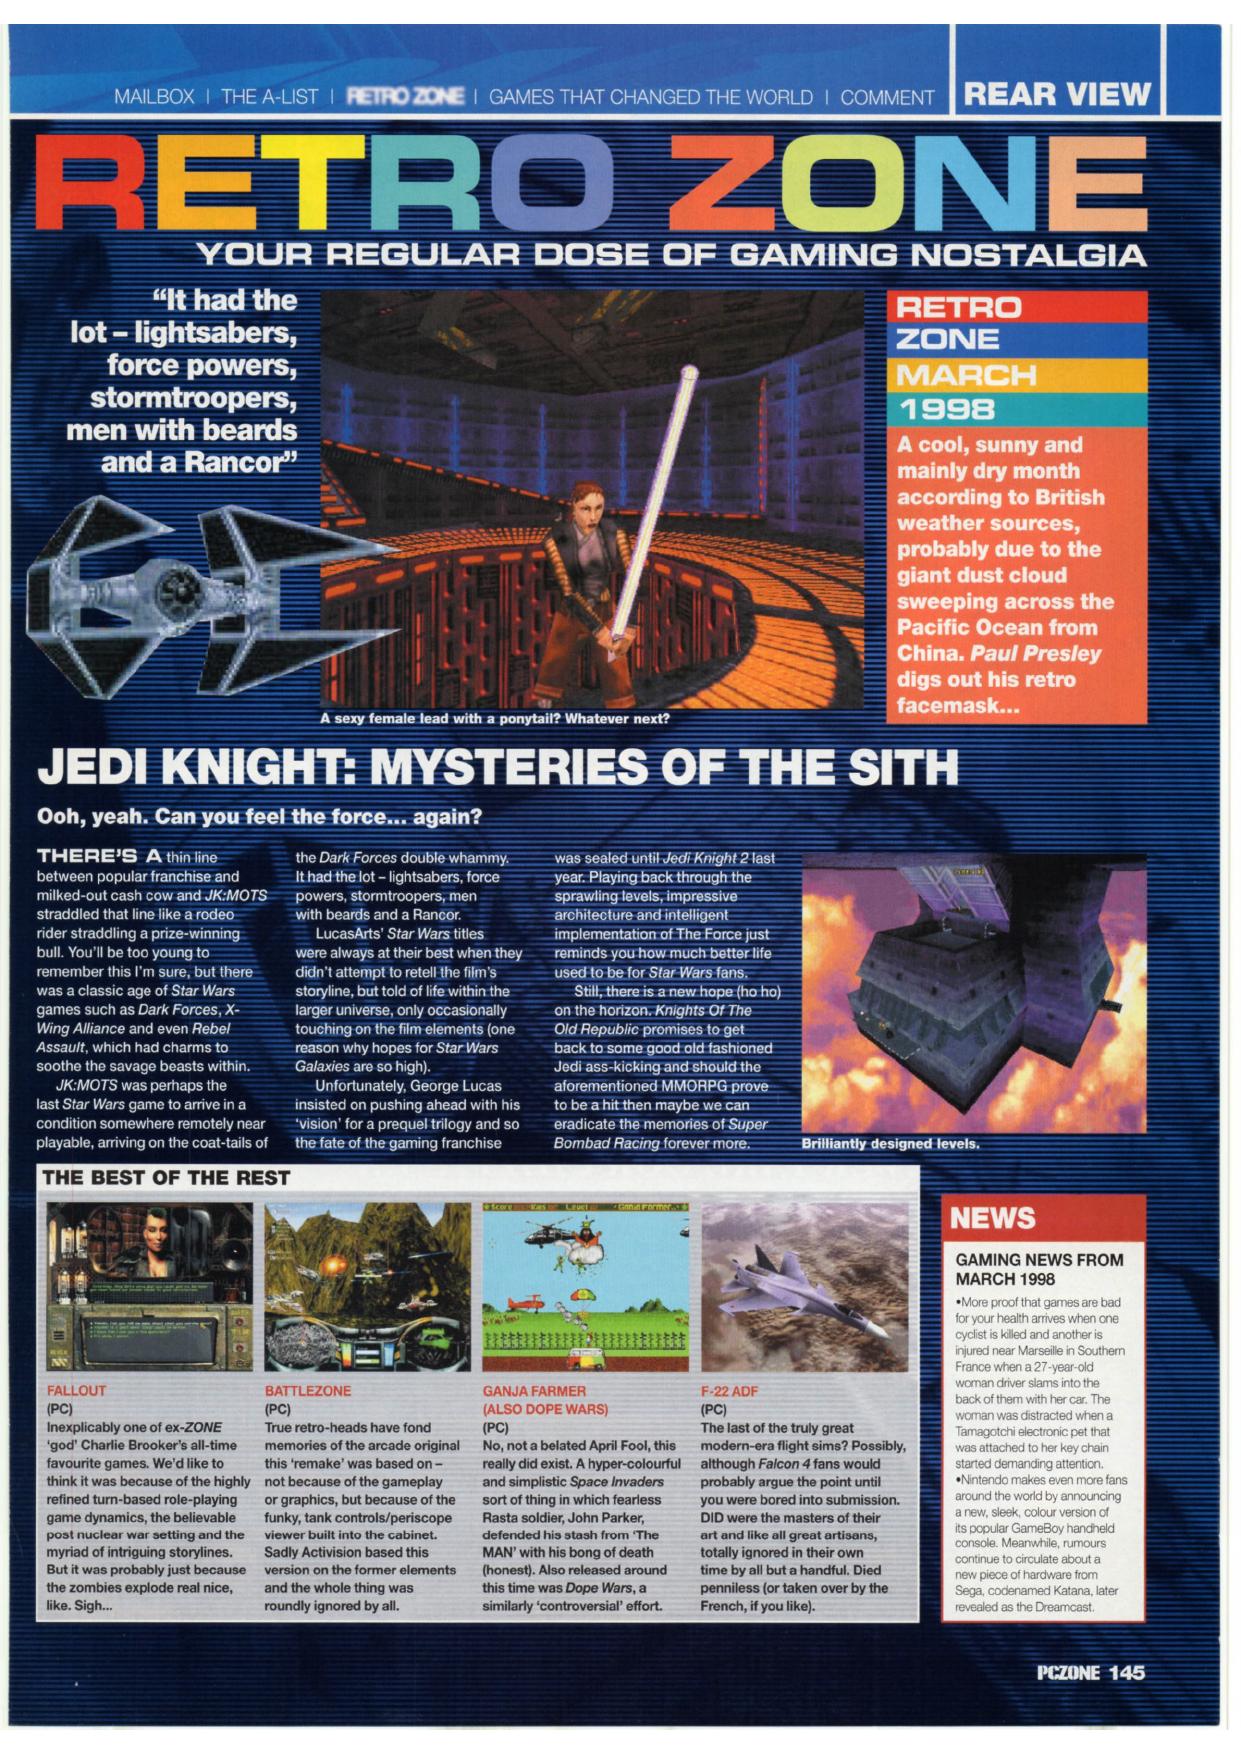 MAILBOX | THE A-LIST | RETRO ZONE | GAMES THAT CHANGED THE WORLD | COMMENT
REAR VIEW
RETRO ZONE
YOUR REGULAR DOSE OF GAMING NOSTALGIA
“It had the
lot – lightsabers,
force powers,
stormtroopers,
men with beards
and a Rancor”
A sexy female lead with a ponytail? Whatever next?
RETRO
ZONE
MARCH
1998
A cool, sunny and
mainly dry month
according to British
weather sources,
probably due to the
giant dust cloud
sweeping across the
Pacific Ocean from
China. Paul Presley
digs out his retro
facemask...
JEDI KNIGHT: MYSTERIES OF THE SITH
Ooh, yeah. Can you feel the force... again?
THERE'S A thin line
between popular franchise and
milked-out cash cow and JK:MOTS
straddled that line like a rodeo
rider straddling a prize-winning
bull. You'll be too young to
remember this I'm sure, but there
was a classic age of Star Wars
games such as Dark Forces, X-
Wing Alliance and even Rebel
Assault, which had charms to
soothe the savage beasts within.
JK:MOTS was perhaps the
last Star Wars game to arrive in a
condition somewhere remotely near
playable, arriving on the coat-tails of
the Dark Forces double whammy.
It had the lot – lightsabers, force
powers, stormtroopers, men
with beards and a Rancor.
LucasArts' Star Wars titles
were always at their best when they
didn't attempt to retell the film's
storyline, but told of life within the
larger universe, only occasionally
touching on the film elements (one
reason why hopes for Star Wars
Galaxies are so high).
Unfortunately, George Lucas
insisted on pushing ahead with his
'vision' for a prequel trilogy and so
the fate of the gaming franchise
was sealed until Jedi Knight 2 last
year. Playing back through the
sprawling levels, impressive
architecture and intelligent
implementation of The Force just
reminds you how much better life
used to be for Star Wars fans.
Still, there is a new hope (ho ho)
on the horizon. Knights Of The
Old Republic promises to get
back to some good old fashioned
Jedi ass-kicking and should the
aforementioned MMORPG prove
to be a hit then maybe we can
eradicate the memories of Super
Bombad Racing forever more.
Brilliantly designed levels.
THE BEST OF THE REST
Score Kills Level Ganja Farmer
FALLOUT
(PC)
Inexplicably one of ex-ZONE
'god' Charlie Brooker's all-time
favourite games. We'd like to
think it was because of the highly
refined turn-based role-playing
game dynamics, the believable
post nuclear war setting and the
myriad of intriguing storylines.
But it was probably just because
the zombies explode real nice,
like. Sigh...
BATTLEZONE
(PC)
True retro-heads have fond
memories of the arcade original
this 'remake' was based on –
not because of the gameplay
or graphics, but because of the
funky, tank controls/periscope
viewer built into the cabinet.
Sadly Activision based this
version on the former elements
and the whole thing was
roundly ignored by all.
GANJA FARMER
(ALSO DOPE WARS)
(PC)
No, not a belated April Fool, this
really did exist. A hyper-colourful
and simplistic Space Invaders
sort of thing in which fearless
Rasta soldier, John Parker,
defended his stash from 'The
MAN' with his bong of death
(honest). Also released around
this time was Dope Wars, a
similarly 'controversial' effort.
F-22 ADF
(PC)
The last of the truly great
modern-era flight sims? Possibly,
although Falcon 4 fans would
probably argue the point until
you were bored into submission.
DID were the masters of their
art and like all great artisans,
totally ignored in their own
time by all but a handful. Died
penniless (or taken over by the
French, if you like).
NEWS
GAMING NEWS FROM
MARCH 1998
•More proof that games are bad
for your health arrives when one
cyclist is killed and another is
injured near Marseille in Southern
France when a 27-year-old
woman driver slams into the
back of them with her car. The
woman was distracted when a
Tamagotchi electronic pet that
was attached to her key chain
started demanding attention.
•Nintendo makes even more fans
around the world by announcing
a new, sleek, colour version of
its popular GameBoy handheld
console. Meanwhile, rumours
continue to circulate about a
new piece of hardware from
Sega, codenamed Katana, later
revealed as the Dreamcast.
PCZONE 145